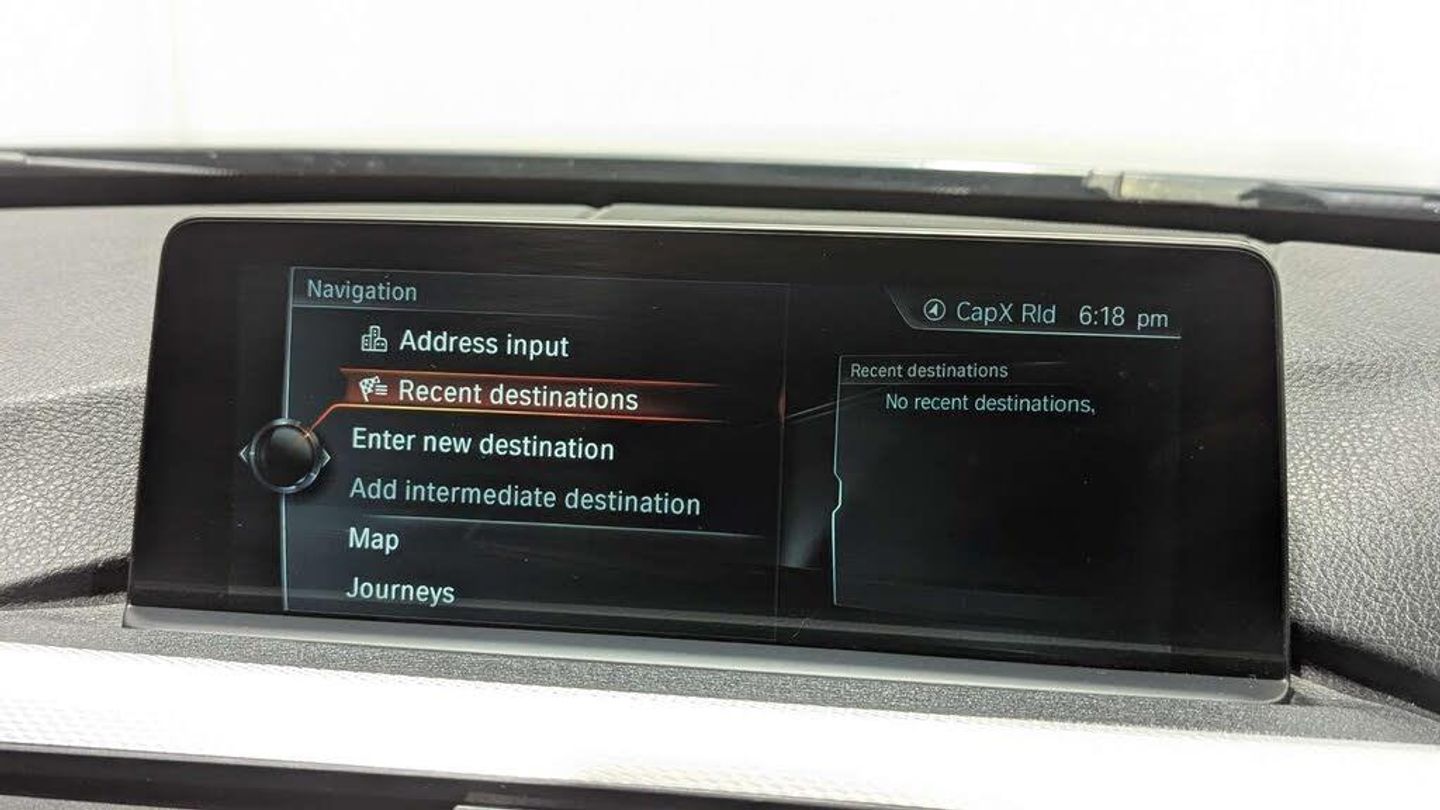 Navigation
Address input
Recent destinations
Enter new destination
Add intermediate destination
Map
Journeys
CapX Rld 6:18 pm
Recent destinations
No recent destinations,